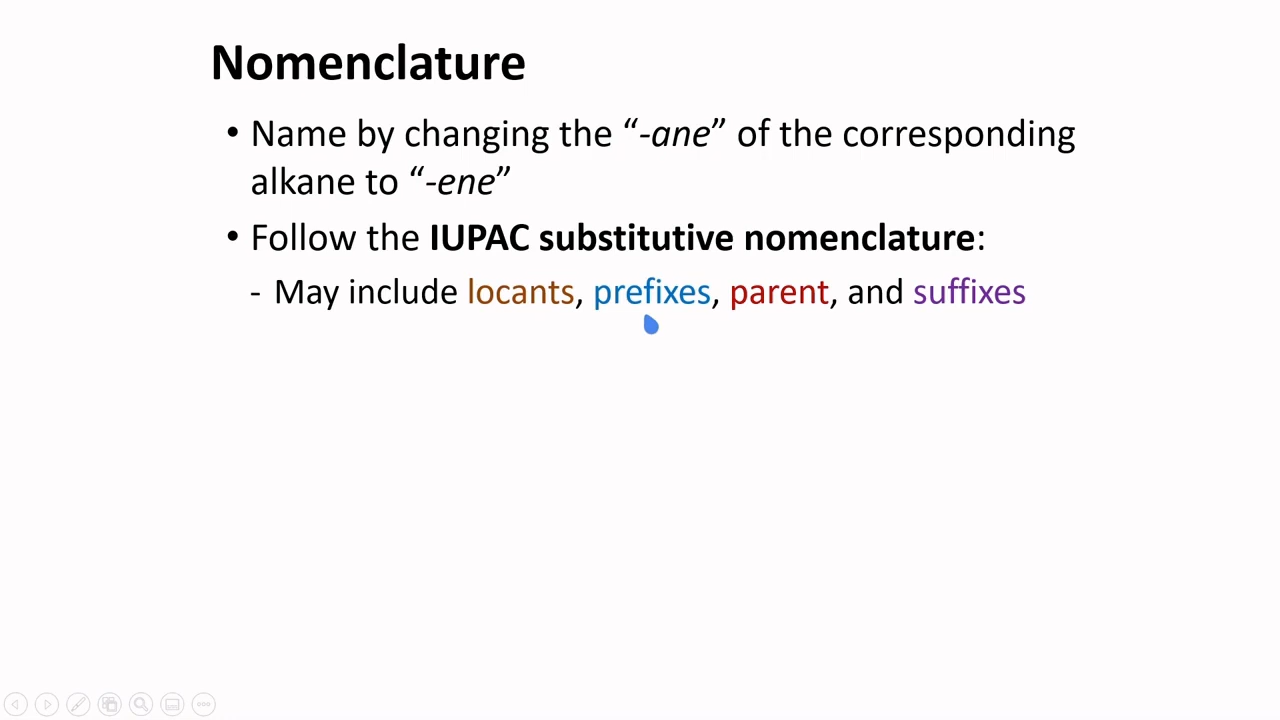 Nomenclature
• Name by changing the “-ane” of the corresponding
alkane to “-ene”
• Follow the IUPAC substitutive nomenclature:
- May include locants, prefixes, parent, and suffixes